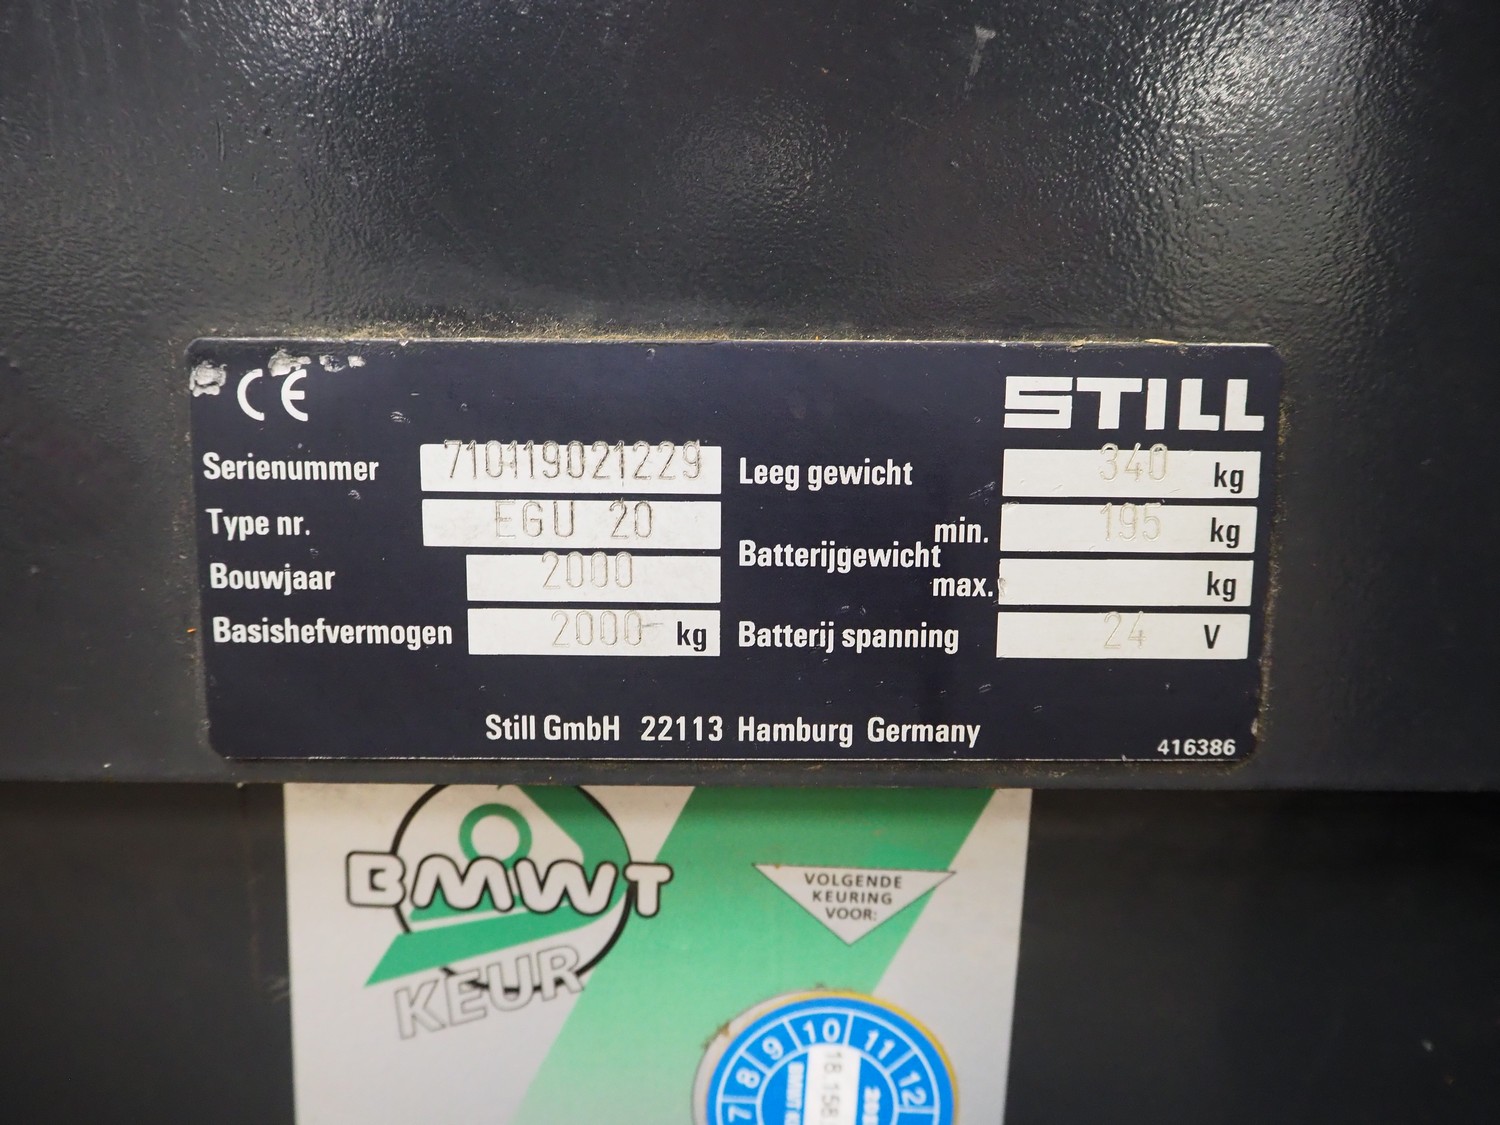 CE
STILL
Serienummer 710119021229
Type nr. EGU 20
Bouwjaar 2000
Basishefvermogen 2000 kg
Leeg gewicht 340 kg
Batterijgewicht
min. 195 kg
max. kg
Batterij spanning 24 V
Still GmbH 22113 Hamburg Germany
416386
BMWT
KEUR
VOLGENDE
KEURING
VOOR:
7 8 9 10 11 12